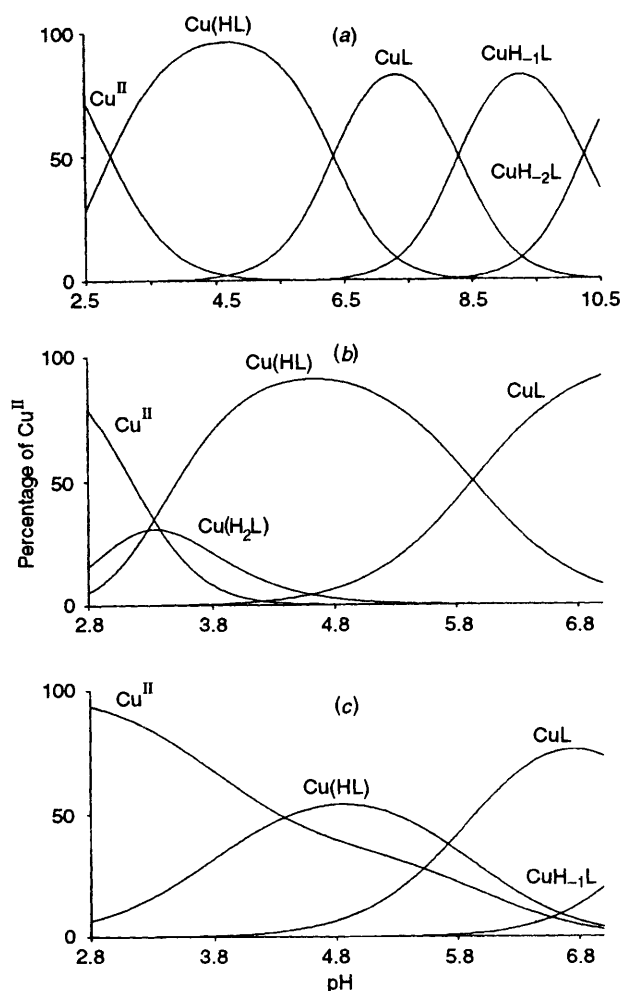 (a)
Cu(HL)
CuL
CuH₋₁L
Cuᴵᴵ
CuH₋₂L
100
50
0
2.5 4.5 6.5 8.5 10.5
(b)
Cu(HL)
CuL
Cuᴵᴵ
Cu(H₂L)
100
50
0
2.8 3.8 4.8 5.8 6.8
Percentage of Cuᴵᴵ
(c)
Cuᴵᴵ
CuL
Cu(HL)
CuH₋₁L
100
50
0
2.8 3.8 4.8 5.8 6.8
pH